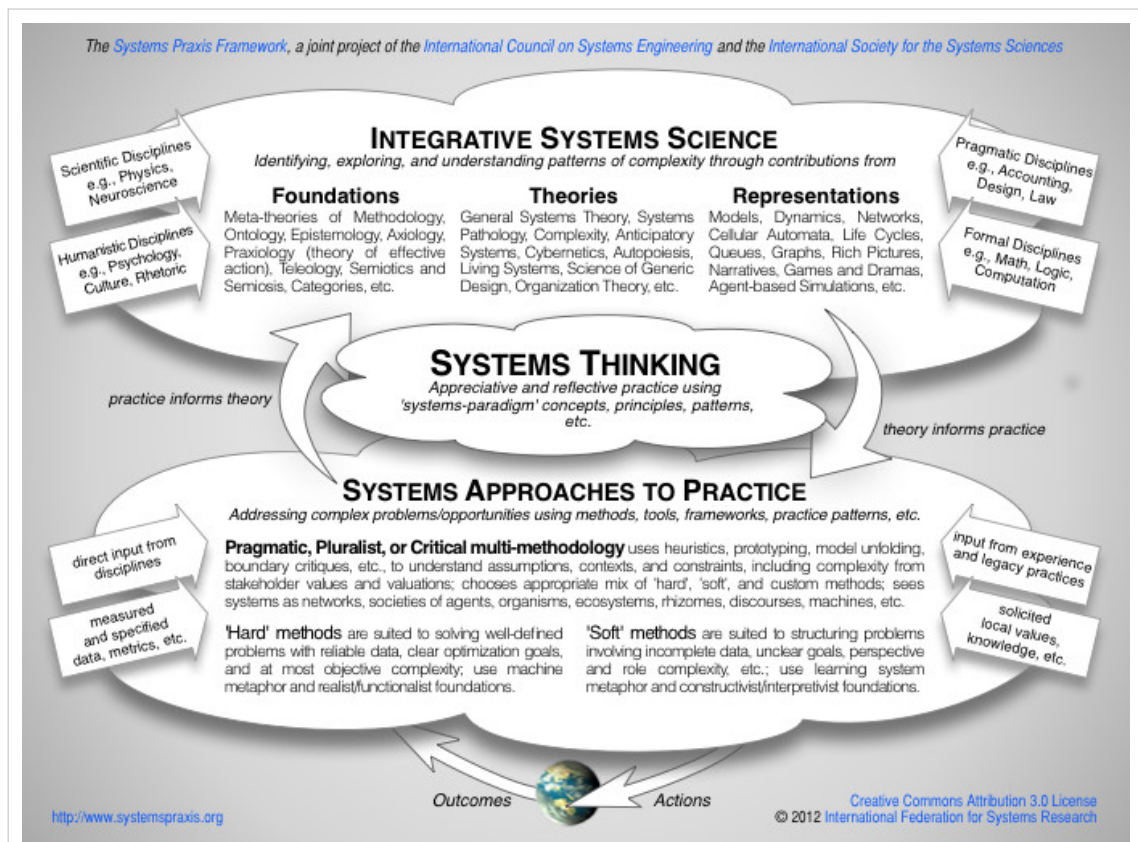 The Systems Praxis Framework, a joint project of the International Council on Systems Engineering and the International Society for the Systems Sciences
INTEGRATIVE SYSTEMS SCIENCE
Identifying, exploring, and understanding patterns of complexity through contributions from
Scientific Disciplines
e.g., Physics,
Neuroscience
Humanistic Disciplines
e.g., Psychology,
Culture, Rhetoric
Foundations
Meta-theories of Methodology,
Ontology, Epistemology, Axiology,
Praxiology (theory of effective
action), Teleology, Semiotics and
Semiosis, Categories, etc.
Theories
General Systems Theory, Systems
Pathology, Complexity, Anticipatory
Systems, Cybernetics, Autopoiesis,
Living Systems, Science of Generic
Design, Organization Theory, etc.
Representations
Models, Dynamics, Networks,
Cellular Automata, Life Cycles,
Queues, Graphs, Rich Pictures,
Narratives, Games and Dramas,
Agent-based Simulations, etc.
Pragmatic Disciplines
e.g., Accounting,
Design, Law
Formal Disciplines
e.g., Math, Logic,
Computation
SYSTEMS THINKING
Appreciative and reflective practice using
'systems-paradigm' concepts, principles, patterns,
etc.
practice informs theory
theory informs practice
SYSTEMS APPROACHES TO PRACTICE
Addressing complex problems/opportunities using methods, tools, frameworks, practice patterns, etc.
direct input from
disciplines
measured
and specified
data, metrics, etc.
Pragmatic, Pluralist, or Critical multi-methodology uses heuristics, prototyping, model unfolding,
boundary critiques, etc., to understand assumptions, contexts, and constraints, including complexity from
stakeholder values and valuations; chooses appropriate mix of 'hard', 'soft', and custom methods; sees
systems as networks, societies of agents, organisms, ecosystems, rhizomes, discourses, machines, etc.
'Hard' methods are suited to solving well-defined
problems with reliable data, clear optimization goals,
and at most objective complexity; use machine
metaphor and realist/functionalist foundations.
'Soft' methods are suited to structuring problems
involving incomplete data, unclear goals, perspective
and role complexity, etc.; use learning system
metaphor and constructivist/interpretivist foundations.
input from experience
and legacy practices
solicited
local values,
knowledge, etc.
Outcomes
Actions
http://www.systemspraxis.org
Creative Commons Attribution 3.0 License
© 2012 International Federation for Systems Research